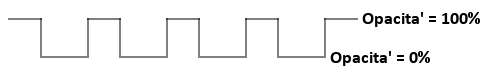 Opacita' = 100%
Opacita' = 0%